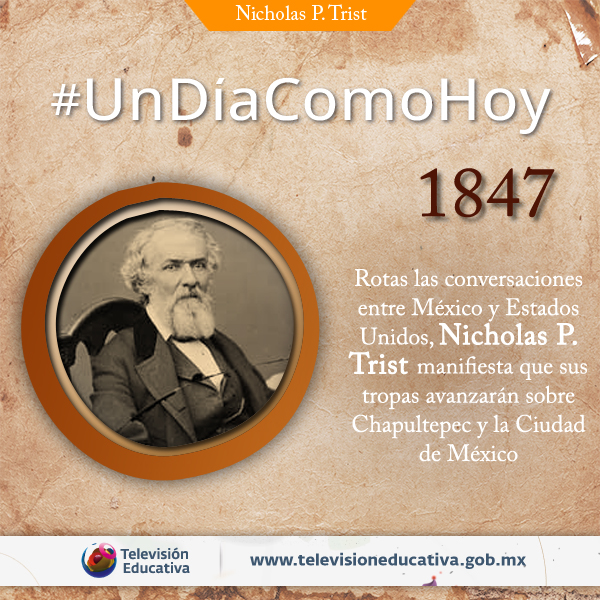 Nicholas P. Trist
#UnDíaComoHoy
1847
Rotas las conversaciones
entre México y Estados
Unidos, Nicholas P.
Trist manifiesta que sus
tropas avanzarán sobre
Chapultepec y la Ciudad
de México
Televisión
Educativa
www.televisioneducativa.gob.mx